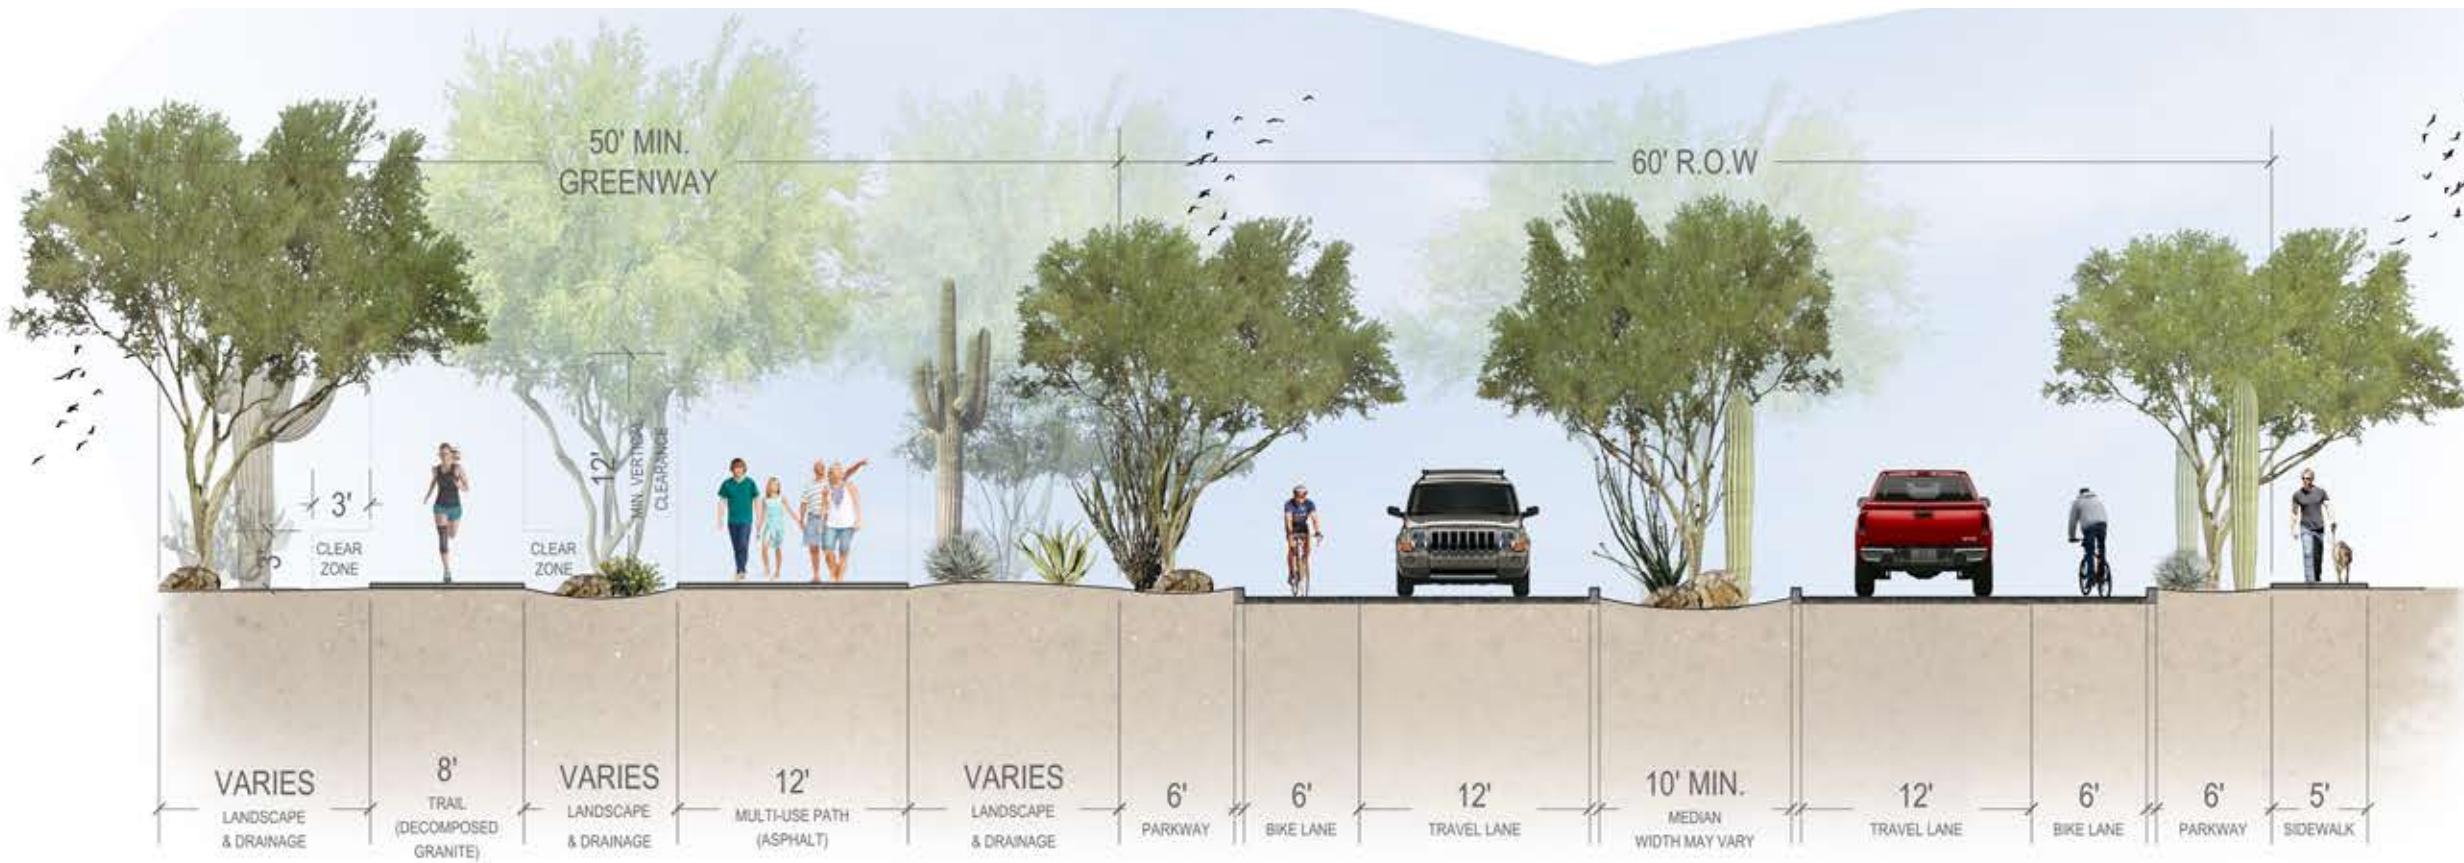 50' MIN.
GREENWAY
60' R.O.W
12'
MIN. VERTICAL
CLEARANCE
3'
3'
CLEAR
ZONE
CLEAR
ZONE
VARIES
LANDSCAPE
& DRAINAGE
8'
TRAIL
(DECOMPOSED
GRANITE)
VARIES
LANDSCAPE
& DRAINAGE
12'
MULTI-USE PATH
(ASPHALT)
VARIES
LANDSCAPE
& DRAINAGE
6'
PARKWAY
6'
BIKE LANE
12'
TRAVEL LANE
10' MIN.
MEDIAN
WIDTH MAY VARY
12'
TRAVEL LANE
6'
BIKE LANE
6'
PARKWAY
5'
SIDEWALK